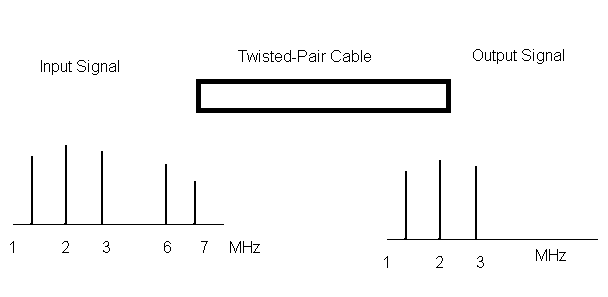 Input Signal
Twisted-Pair Cable
Output Signal
1 2 3 6 7 MHz
1 2 3 MHz